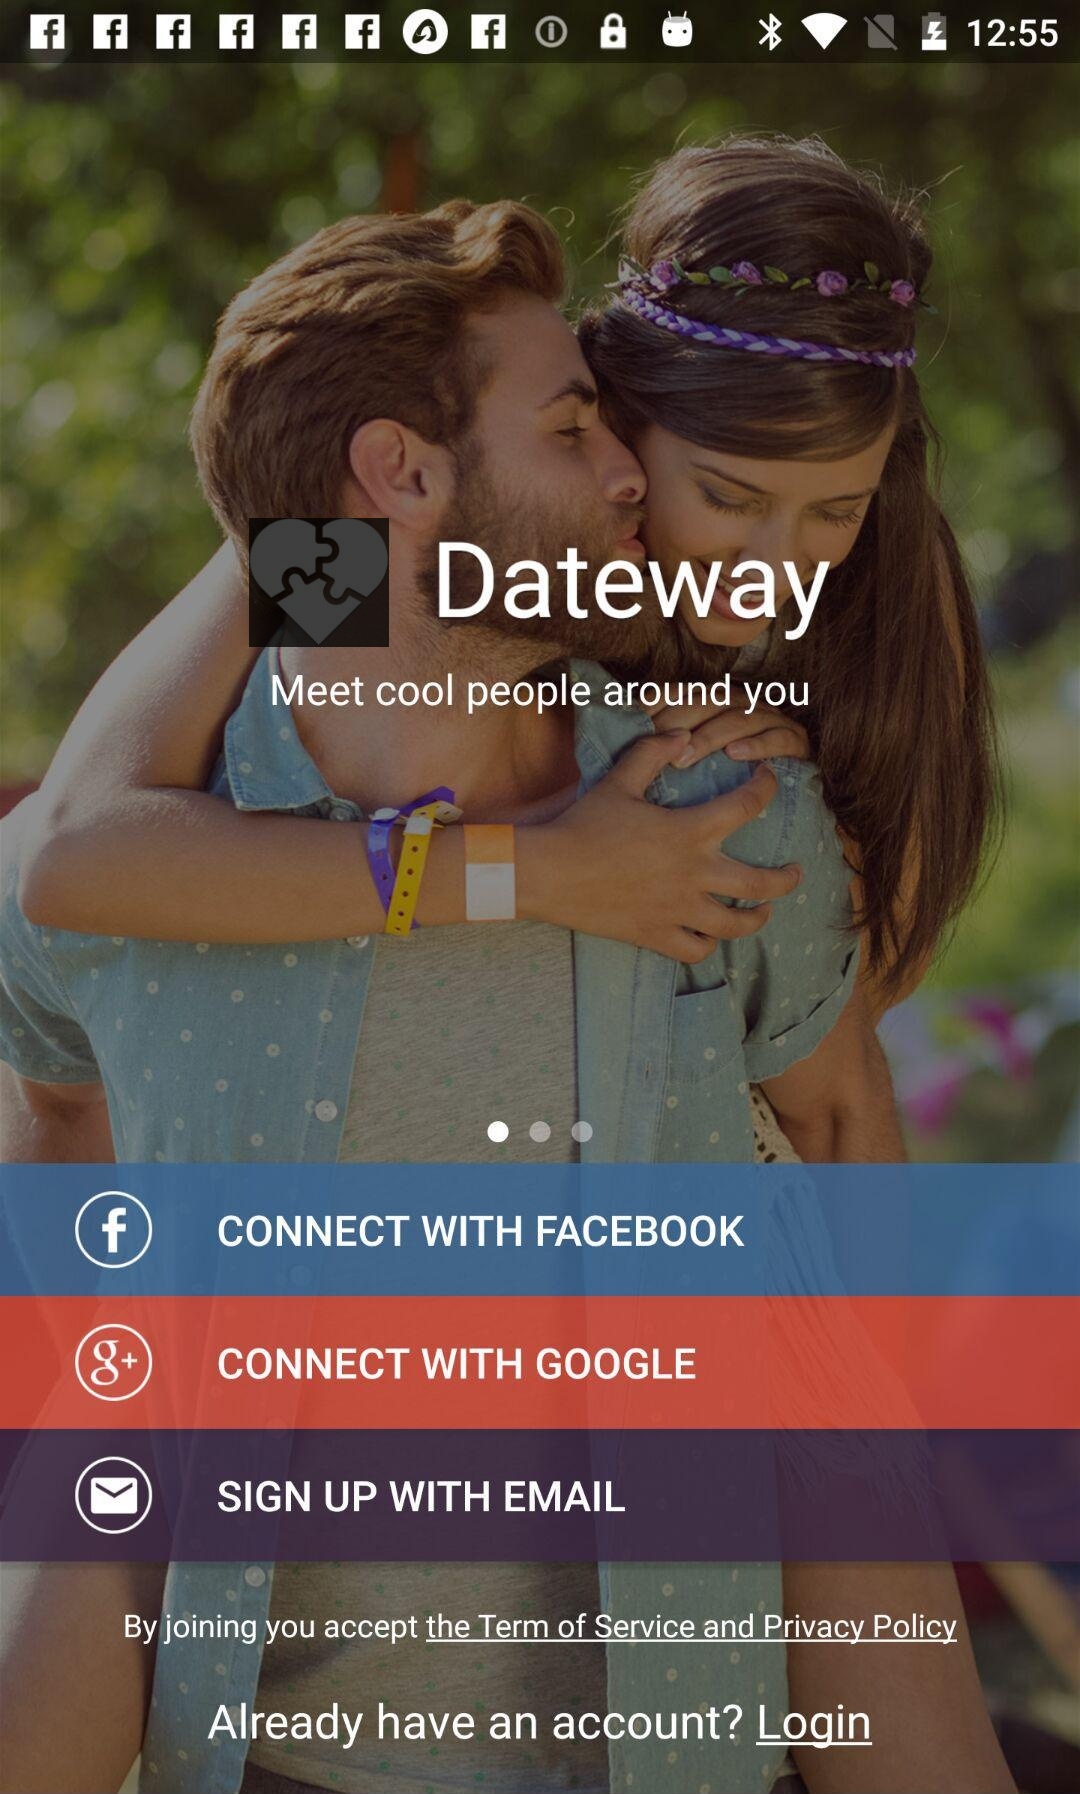 12:55
Dateway
Meet cool people around you
CONNECT WITH FACEBOOK
CONNECT WITH GOOGLE
SIGN UP WITH EMAIL
By joining you accept the Term of Service and Privacy Policy
Already have an account? Login